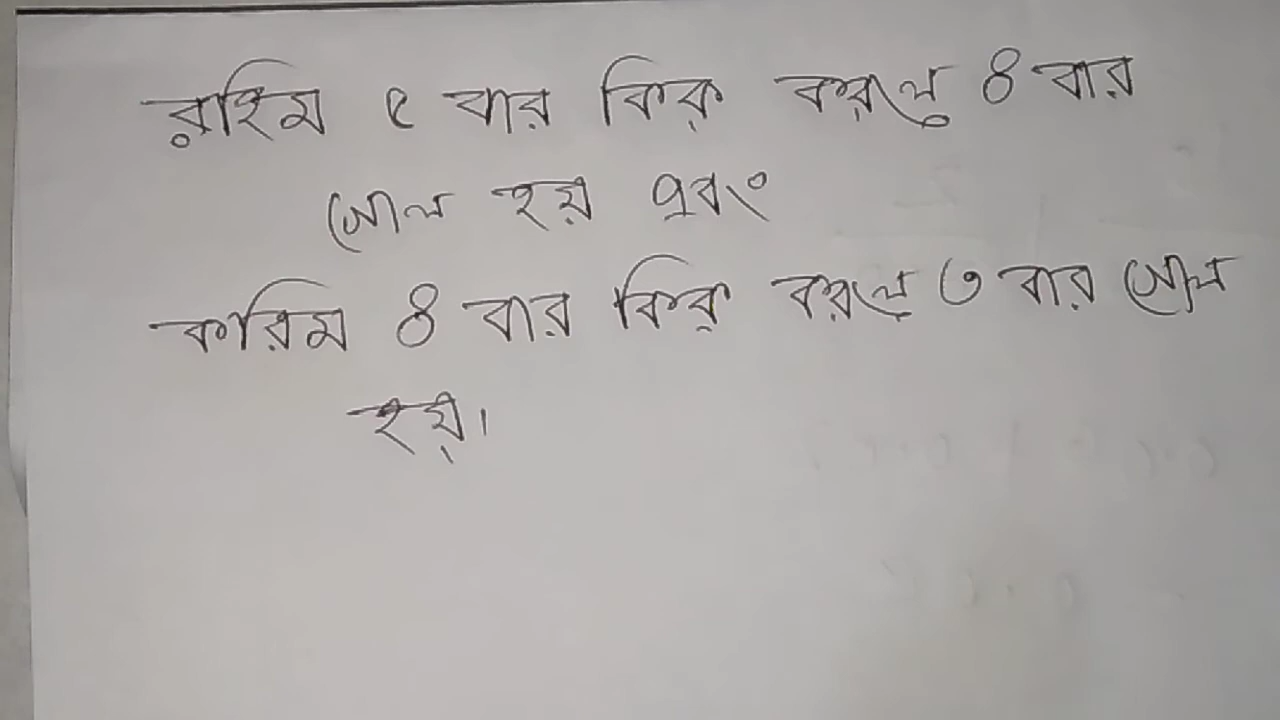 রহিম ৫ বার কিক করলে ৪ বার
গোল হয় এবং
করিম ৪ বার কিক করলে ৩ বার গোল
হয়।